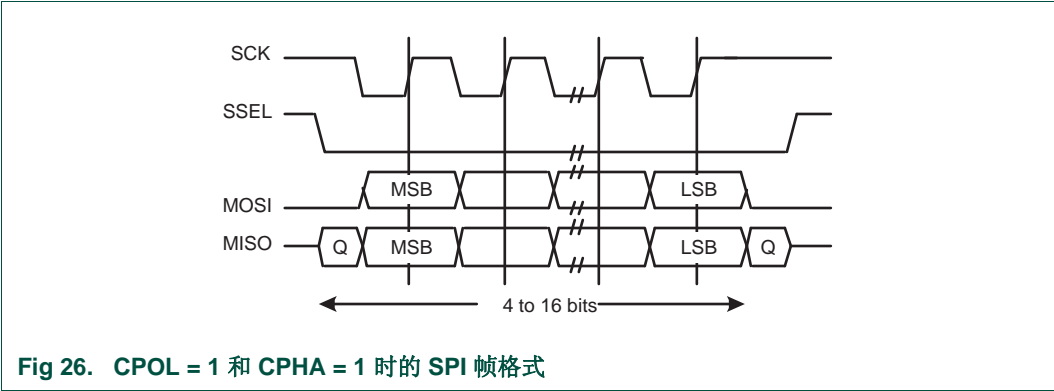 SCK
SSEL
MOSI
MSB
LSB
MISO
Q
MSB
LSB
Q
4 to 16 bits
Fig 26. CPOL = 1 和 CPHA = 1 时的 SPI 帧格式